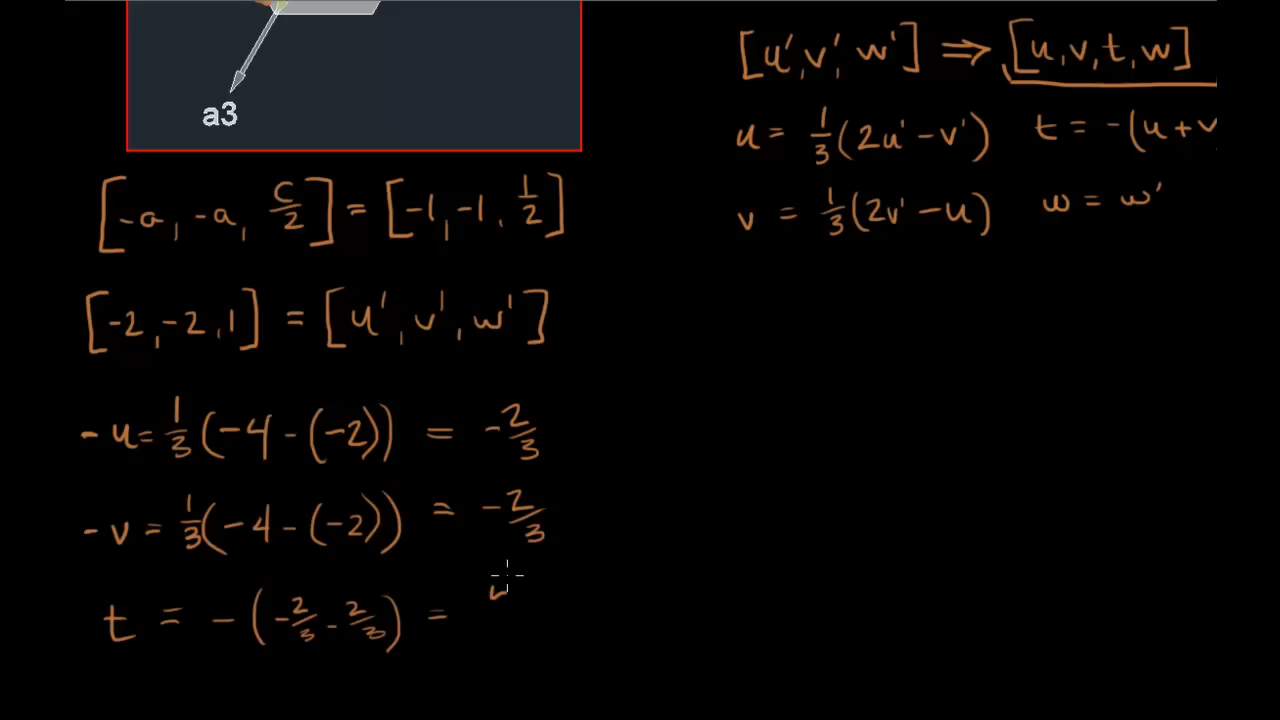 a3
[u', v', w'] ⇒ [u, v, t, w]
u = 1/3 (2u' - v') t = -(u + v
v = 1/3 (2v' - u) w = w'
[-a, -a, c/2] = [-1, -1, 1/2]
[-2, -2, 1] = [u', v', w']
- u = 1/3 (-4 - (-2)) = -2/3
- v = 1/3 (-4 - (-2)) = -2/3
t = - (-2/3 - 2/3) =